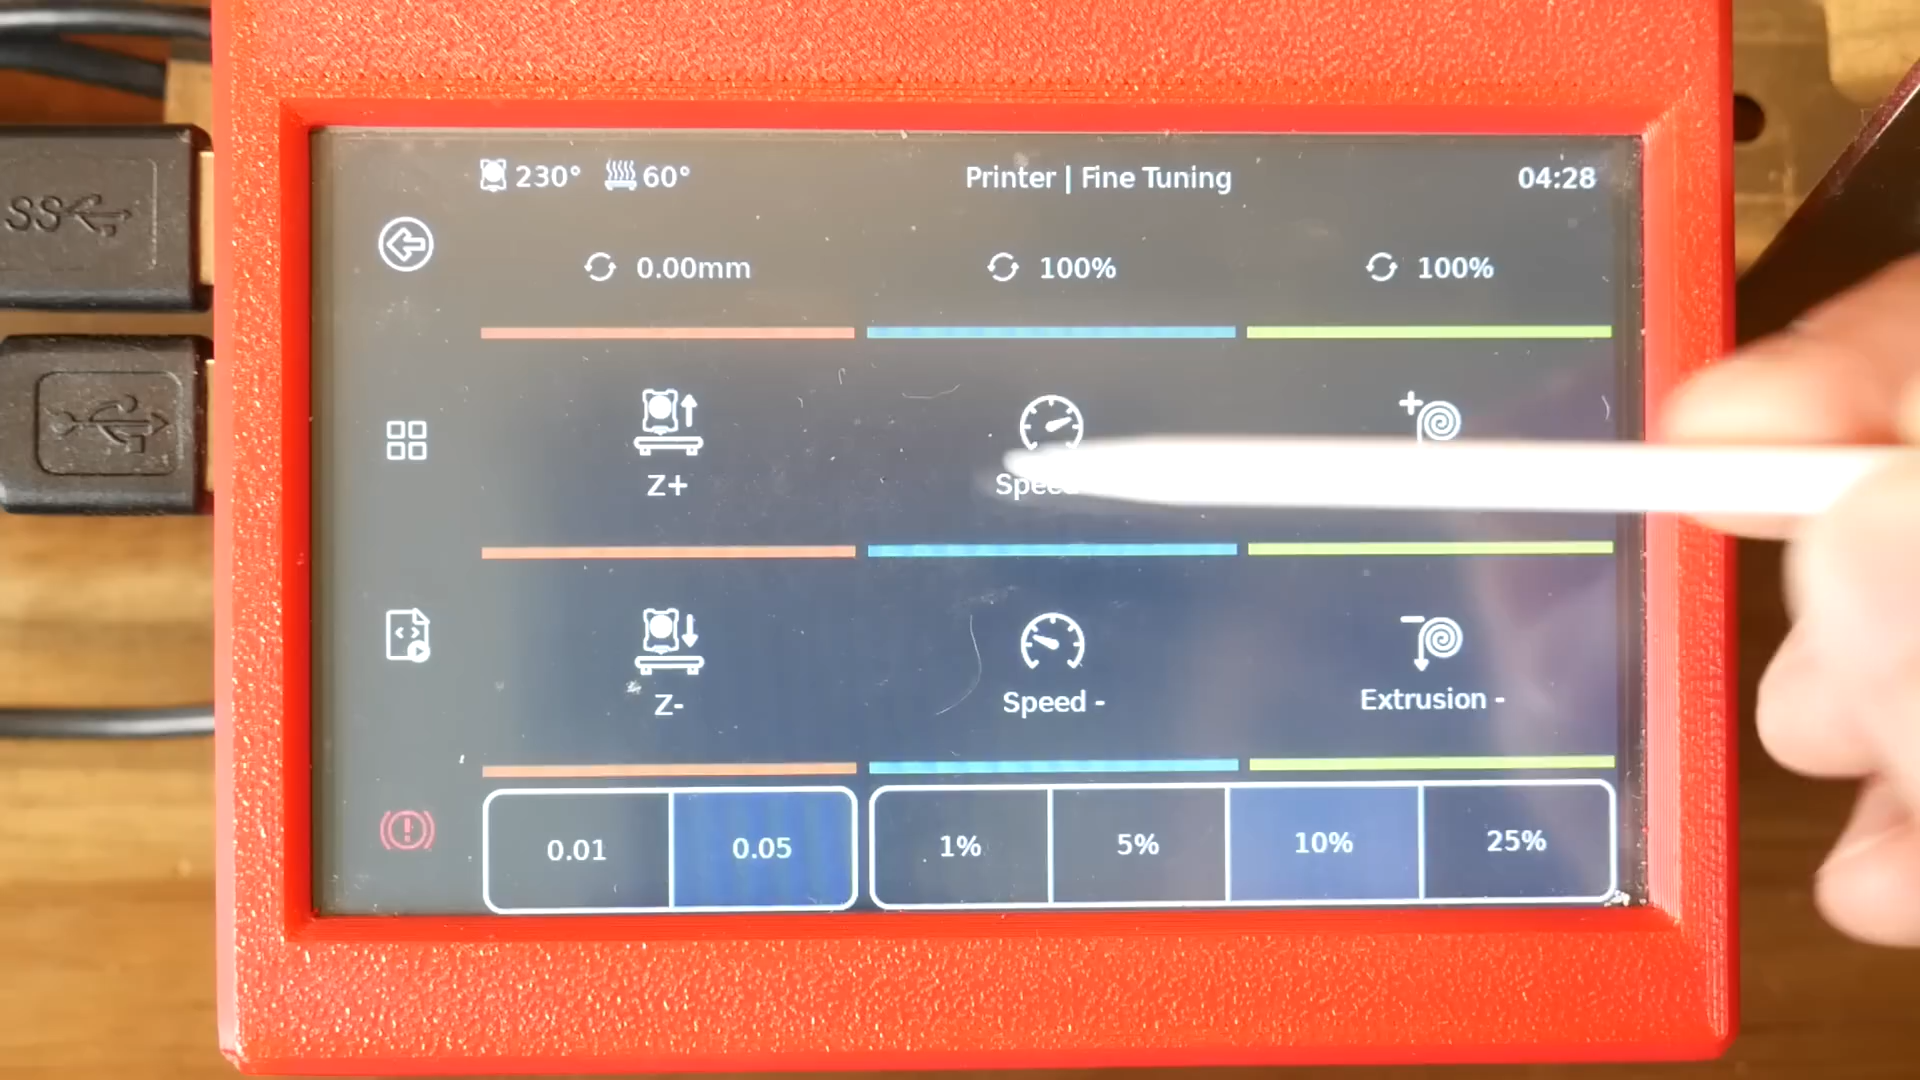 230° 60° Printer | Fine Tuning 04:28
0.00mm 100% 100%
Z+
Z- Speed - Extrusion -
0.01 0.05 1% 5% 10% 25%
SS